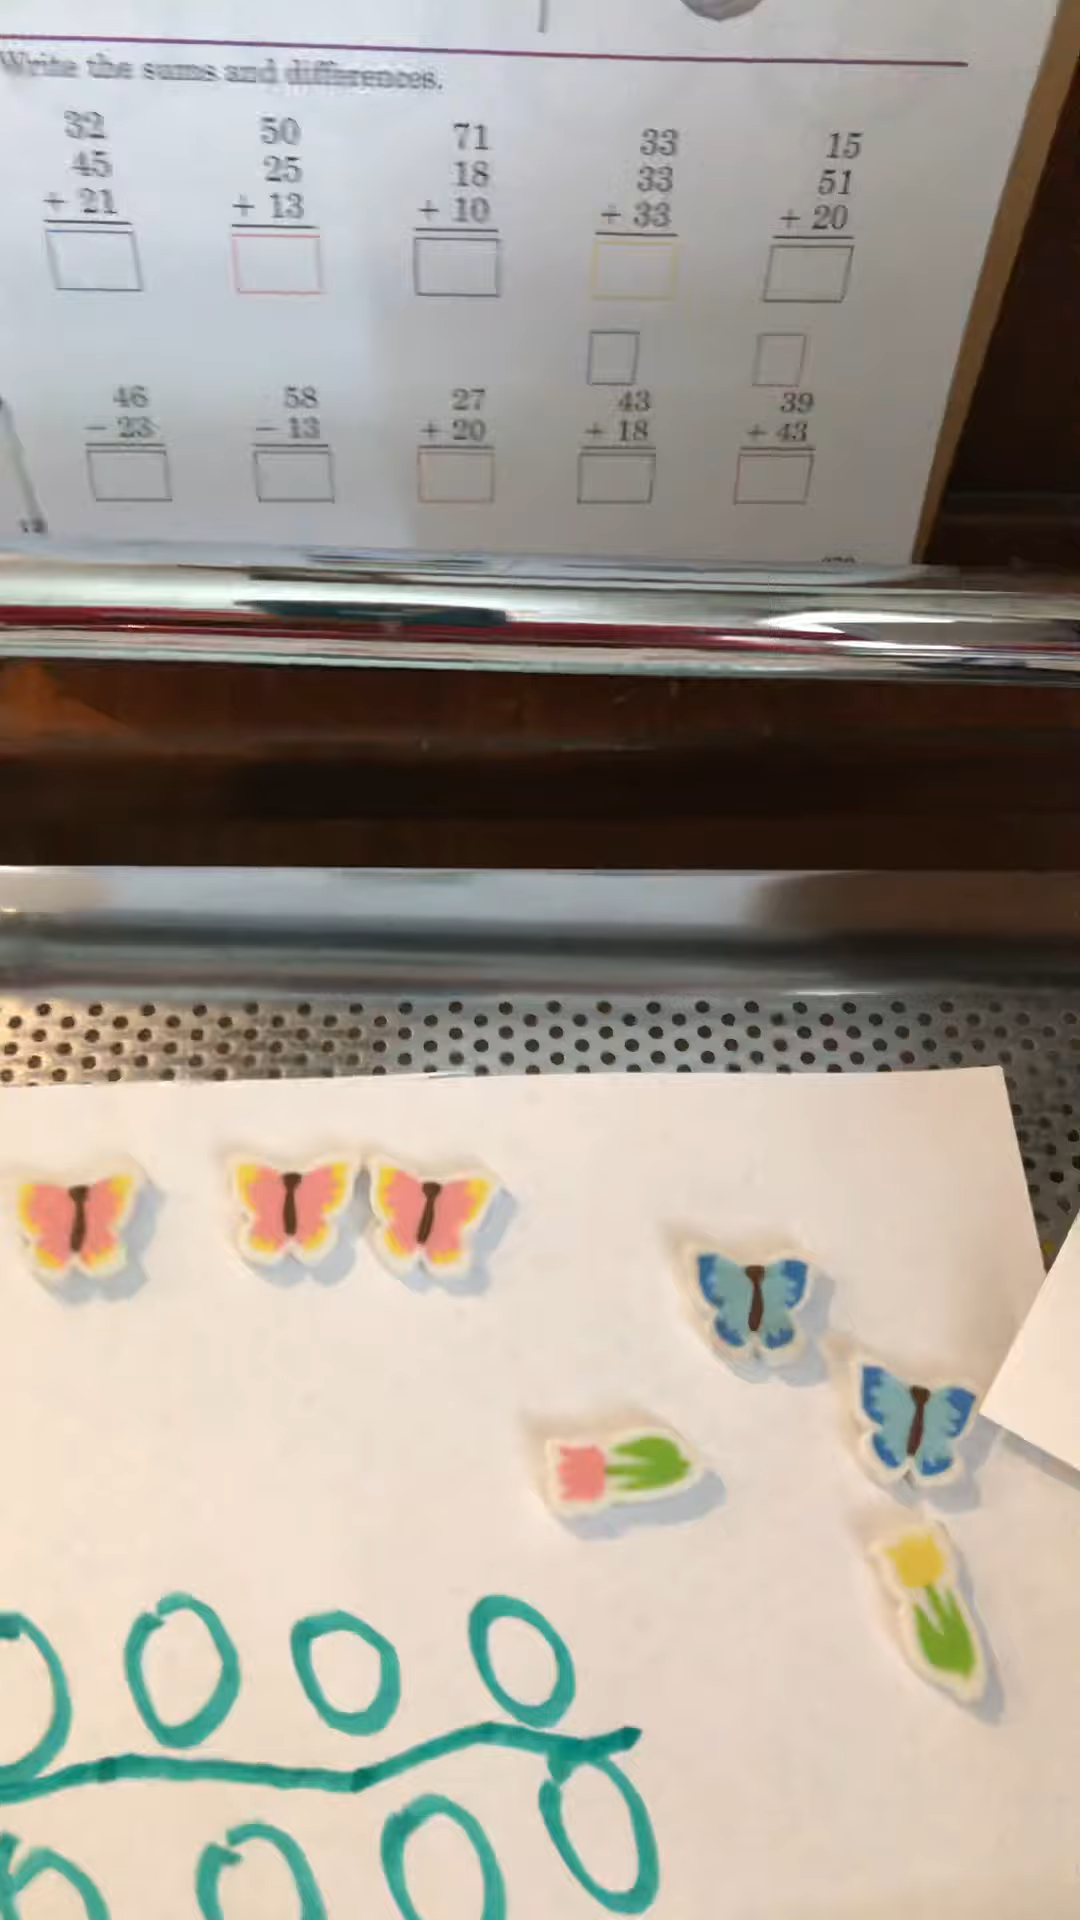 Write the sums and differences.
32 50 71 33 15
45 25 18 33 51
+ 21 + 13 + 10 + 33 + 20
46 58 27 43 39
- 23 - 13 + 20 + 18 + 43